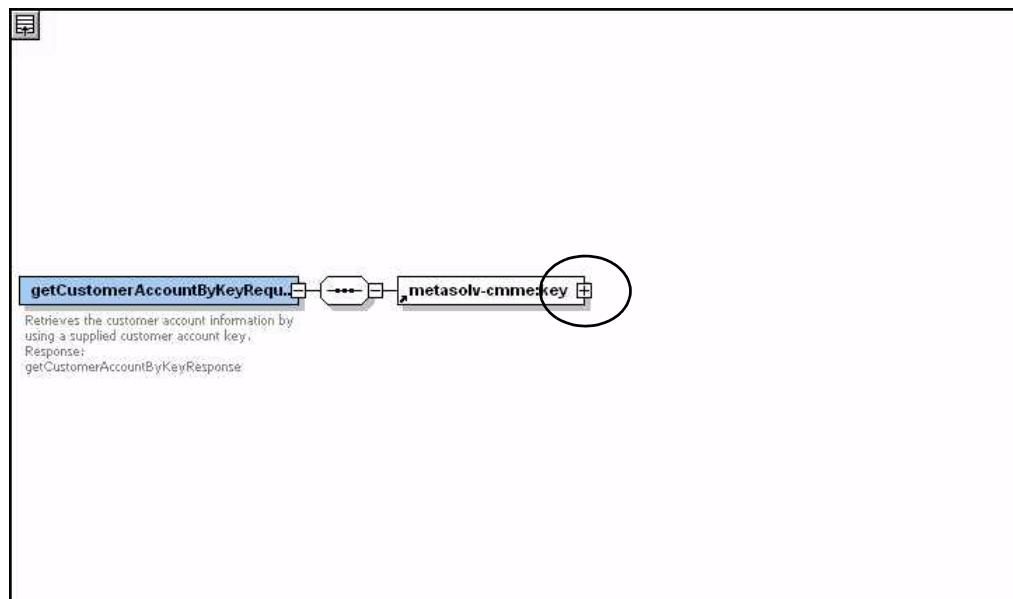 getCustomerAccountByKeyRequ..
metasolv-cmme:key
Retrieves the customer account information by
using a supplied customer account key.
Response:
getCustomerAccountByKeyResponse